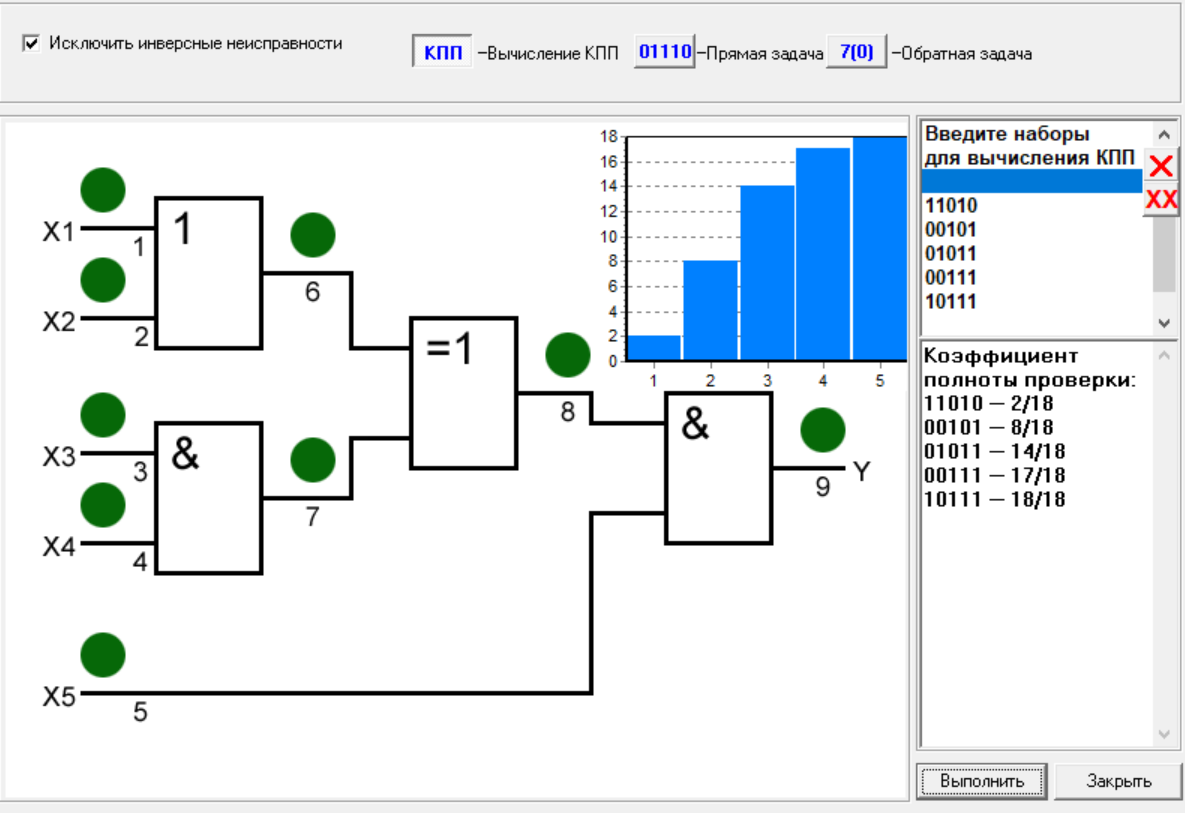 Исключить инверсные неисправности
КПП –Вычисление КПП 01110 –Прямая задача 7(0) –Обратная задача
X1
1
1
X2
2
6
X3
3
&
X4
4
7
=1
8
&
9
Y
X5
5
18
16
14
12
10
8
6
4
2
0
1 2 3 4 5
Введите наборы
для вычисления КПП
X
XX
11010
00101
01011
00111
10111
Коэффициент
полноты проверки:
11010 — 2/18
00101 — 8/18
01011 — 14/18
00111 — 17/18
10111 — 18/18
Выполнить Закрыть